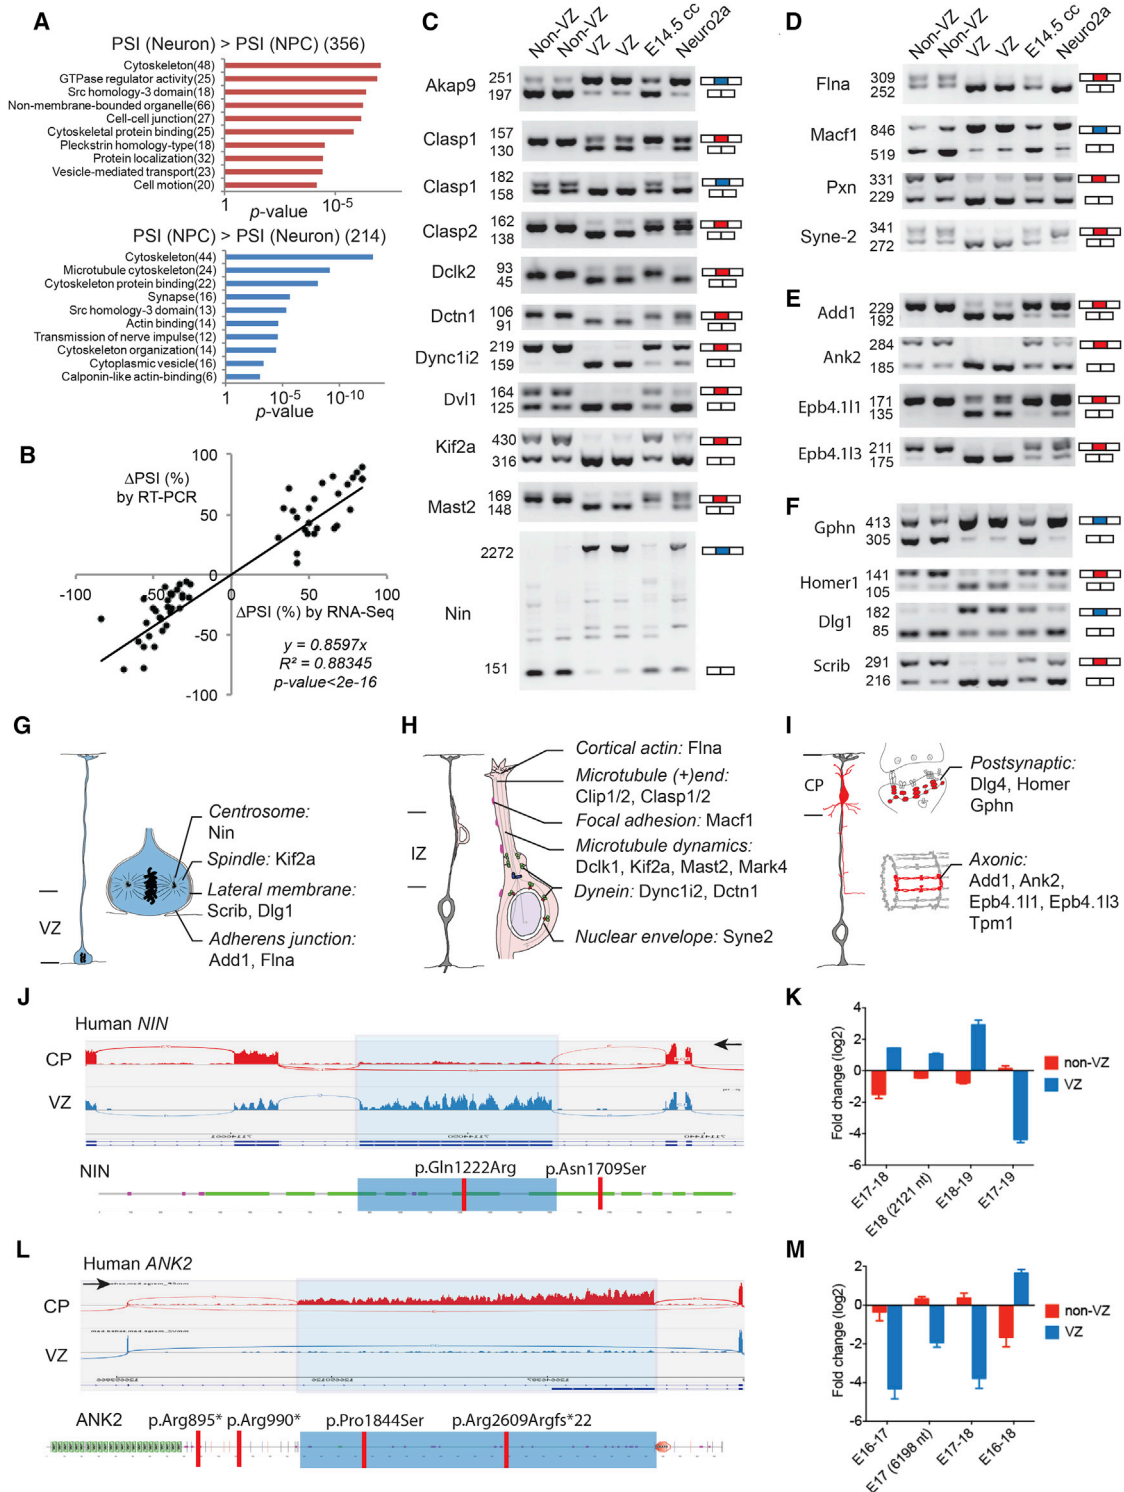 A
PSI (Neuron) > PSI (NPC) (356)
Cytoskeleton(48)
GTPase regulator activity(25)
Src homology-3 domain(18)
Non-membrane-bounded organelle(66)
Cell-cell junction(27)
Cytoskeletal protein binding(25)
Pleckstrin homology-type(18)
Protein localization(32)
Vesicle-mediated transport(23)
Cell motion(20)
1
10-5
p-value
PSI (NPC) > PSI (Neuron) (214)
Cytoskeleton(44)
Microtubule cytoskeleton(24)
Cytoskeleton protein binding(22)
Synapse(16)
Src homology-3 domain(13)
Actin binding(14)
Transmission of nerve impulse(12)
Cytoskeleton organization(14)
Cytoplasmic vesicle(16)
Calponin-like actin-binding(6)
1
10-5
10-10
p-value
B
ΔPSI (%)
by RT-PCR
100
50
0
-50
-100
-100
-50
0
50
100
ΔPSI (%) by RNA-Seq
y = 0.8597x
R² = 0.88345
p-value<2e-16
C
Non-VZ
Non-VZ
VZ
VZ
E14.5 cc
Neuro2a
Akap9
251
197
Clasp1
157
130
Clasp1
182
158
Clasp2
162
138
Dclk2
93
45
Dctn1
106
91
Dync1i2
219
159
Dvl1
164
125
Kif2a
430
316
Mast2
169
148
Nin
2272
151
D
Non-VZ
Non-VZ
VZ
VZ
E14.5 cc
Neuro2a
Flna
309
252
Macf1
846
519
Pxn
331
229
Syne-2
341
272
E
Add1
229
192
Ank2
284
185
Epb4.1l1
171
135
Epb4.1l3
211
175
F
Gphn
413
305
Homer1
141
105
Dlg1
182
85
Scrib
291
216
G
VZ
Centrosome:
Nin
Spindle: Kif2a
Lateral membrane:
Scrib, Dlg1
Adherens junction:
Add1, Flna
H
IZ
Cortical actin: Flna
Microtubule (+)end:
Clip1/2, Clasp1/2
Focal adhesion: Macf1
Microtubule dynamics:
Dclk1, Kif2a, Mast2, Mark4
Dynein: Dync1i2, Dctn1
Nuclear envelope: Syne2
I
CP
Postsynaptic:
Dlg4, Homer
Gphn
Axonic:
Add1, Ank2,
Epb4.1l1, Epb4.1l3
Tpm1
J
Human NIN
CP
VZ
NIN
p.Gln1222Arg
p.Asn1709Ser
K
Fold change (log2)
4
2
0
-2
-4
-6
non-VZ
VZ
E17-18
E18 (2121 nt)
E18-19
E17-19
L
Human ANK2
CP
VZ
ANK2
p.Arg895*
p.Arg990*
p.Pro1844Ser
p.Arg2609Argfs*22
M
Fold change (log2)
2
0
-2
-4
-6
non-VZ
VZ
E16-17
E17 (6198 nt)
E17-18
E16-18